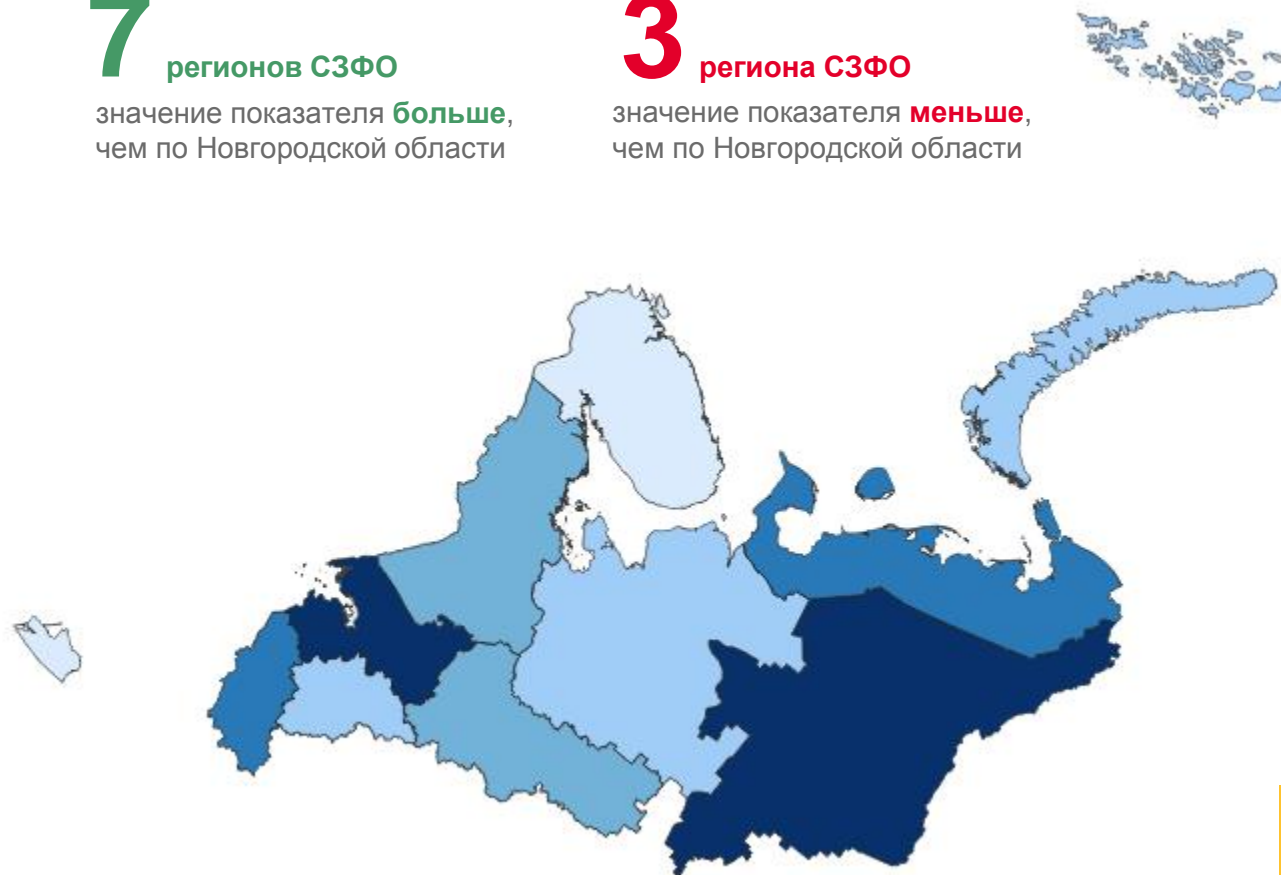 7 регионов СЗФО
значение показателя больше,
чем по Новгородской области
3 региона СЗФО
значение показателя меньше,
чем по Новгородской области